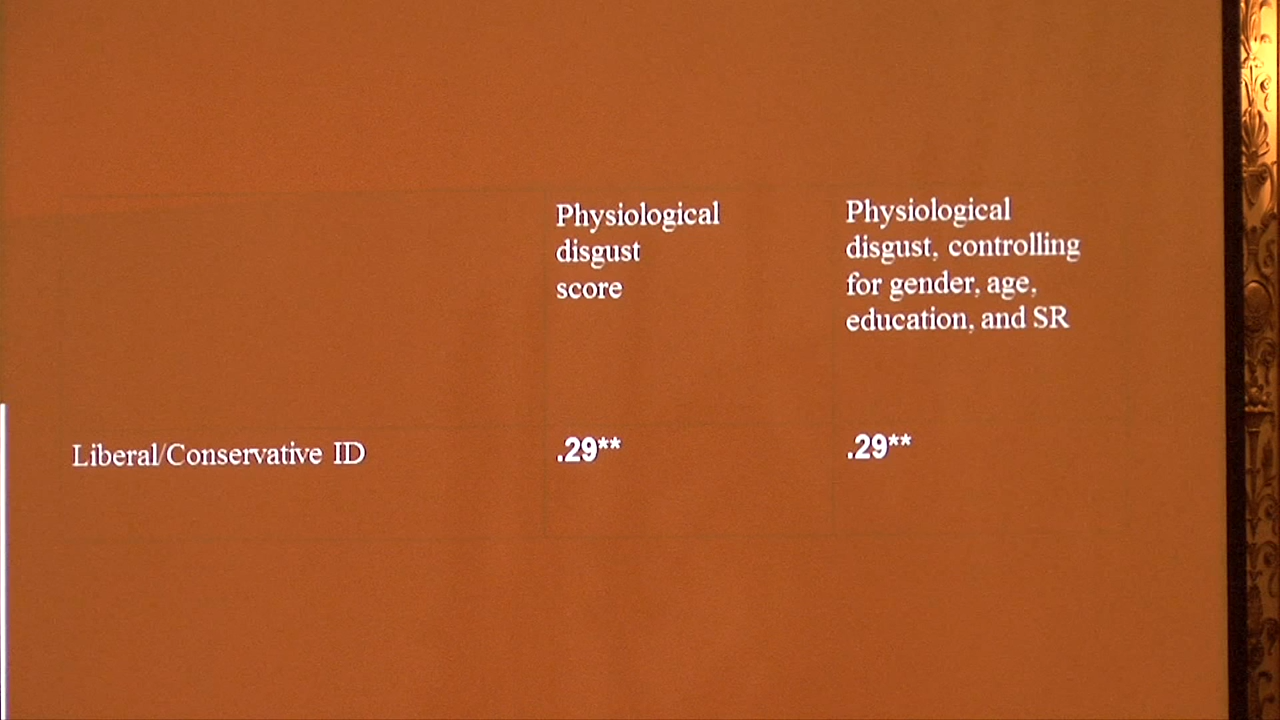 Physiological
disgust
score
Physiological
disgust, controlling
for gender, age,
education, and SR
Liberal/Conservative ID
.29**
.29**